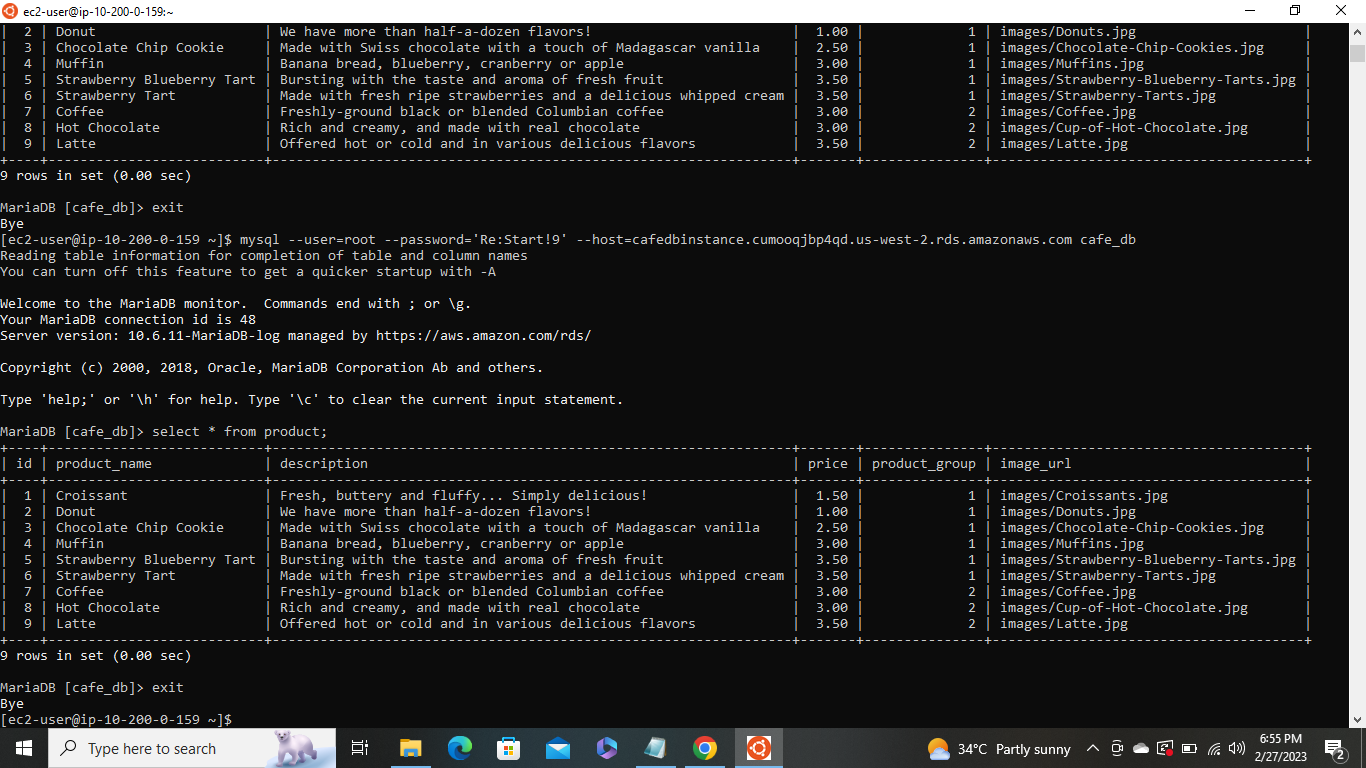 ec2-user@ip-10-200-0-159:~
|  2 | Donut                     | We have more than half-a-dozen flavors!                        |  1.00 |             1 | images/Donuts.jpg                     |
|  3 | Chocolate Chip Cookie     | Made with Swiss chocolate with a touch of Madagascar vanilla   |  2.50 |             1 | images/Chocolate-Chip-Cookies.jpg     |
|  4 | Muffin                    | Banana bread, blueberry, cranberry or apple                    |  3.00 |             1 | images/Muffins.jpg                    |
|  5 | Strawberry Blueberry Tart | Bursting with the taste and aroma of fresh fruit               |  3.50 |             1 | images/Strawberry-Blueberry-Tarts.jpg |
|  6 | Strawberry Tart           | Made with fresh ripe strawberries and a delicious whipped cream |  3.50 |             1 | images/Strawberry-Tarts.jpg           |
|  7 | Coffee                    | Freshly-ground black or blended Columbian coffee               |  3.00 |             2 | images/Coffee.jpg                     |
|  8 | Hot Chocolate             | Rich and creamy, and made with real chocolate                  |  3.00 |             2 | images/Cup-of-Hot-Chocolate.jpg       |
|  9 | Latte                     | Offered hot or cold and in various delicious flavors           |  3.50 |             2 | images/Latte.jpg                      |
+----+---------------------------+----------------------------------------------------------------+-------+---------------+---------------------------------------+
9 rows in set (0.00 sec)
MariaDB [cafe_db]> exit
Bye
[ec2-user@ip-10-200-0-159 ~]$ mysql --user=root --password='Re:Start!9' --host=cafedbinstance.cumooqjbp4qd.us-west-2.rds.amazonaws.com cafe_db
Reading table information for completion of table and column names
You can turn off this feature to get a quicker startup with -A
Welcome to the MariaDB monitor.  Commands end with ; or \g.
Your MariaDB connection id is 48
Server version: 10.6.11-MariaDB-log managed by https://aws.amazon.com/rds/
Copyright (c) 2000, 2018, Oracle, MariaDB Corporation Ab and others.
Type 'help;' or '\h' for help. Type '\c' to clear the current input statement.
MariaDB [cafe_db]> select * from product;
+----+---------------------------+----------------------------------------------------------------+-------+---------------+---------------------------------------+
| id | product_name              | description                                                    | price | product_group | image_url                             |
+----+---------------------------+----------------------------------------------------------------+-------+---------------+---------------------------------------+
|  1 | Croissant                 | Fresh, buttery and fluffy... Simply delicious!                 |  1.50 |             1 | images/Croissants.jpg                 |
|  2 | Donut                     | We have more than half-a-dozen flavors!                        |  1.00 |             1 | images/Donuts.jpg                     |
|  3 | Chocolate Chip Cookie     | Made with Swiss chocolate with a touch of Madagascar vanilla   |  2.50 |             1 | images/Chocolate-Chip-Cookies.jpg     |
|  4 | Muffin                    | Banana bread, blueberry, cranberry or apple                    |  3.00 |             1 | images/Muffins.jpg                    |
|  5 | Strawberry Blueberry Tart | Bursting with the taste and aroma of fresh fruit               |  3.50 |             1 | images/Strawberry-Blueberry-Tarts.jpg |
|  6 | Strawberry Tart           | Made with fresh ripe strawberries and a delicious whipped cream |  3.50 |             1 | images/Strawberry-Tarts.jpg           |
|  7 | Coffee                    | Freshly-ground black or blended Columbian coffee               |  3.00 |             2 | images/Coffee.jpg                     |
|  8 | Hot Chocolate             | Rich and creamy, and made with real chocolate                  |  3.00 |             2 | images/Cup-of-Hot-Chocolate.jpg       |
|  9 | Latte                     | Offered hot or cold and in various delicious flavors           |  3.50 |             2 | images/Latte.jpg                      |
+----+---------------------------+----------------------------------------------------------------+-------+---------------+---------------------------------------+
9 rows in set (0.00 sec)
MariaDB [cafe_db]> exit
Bye
[ec2-user@ip-10-200-0-159 ~]$
Type here to search
34°C Partly sunny
6:55 PM
2/27/2023
2